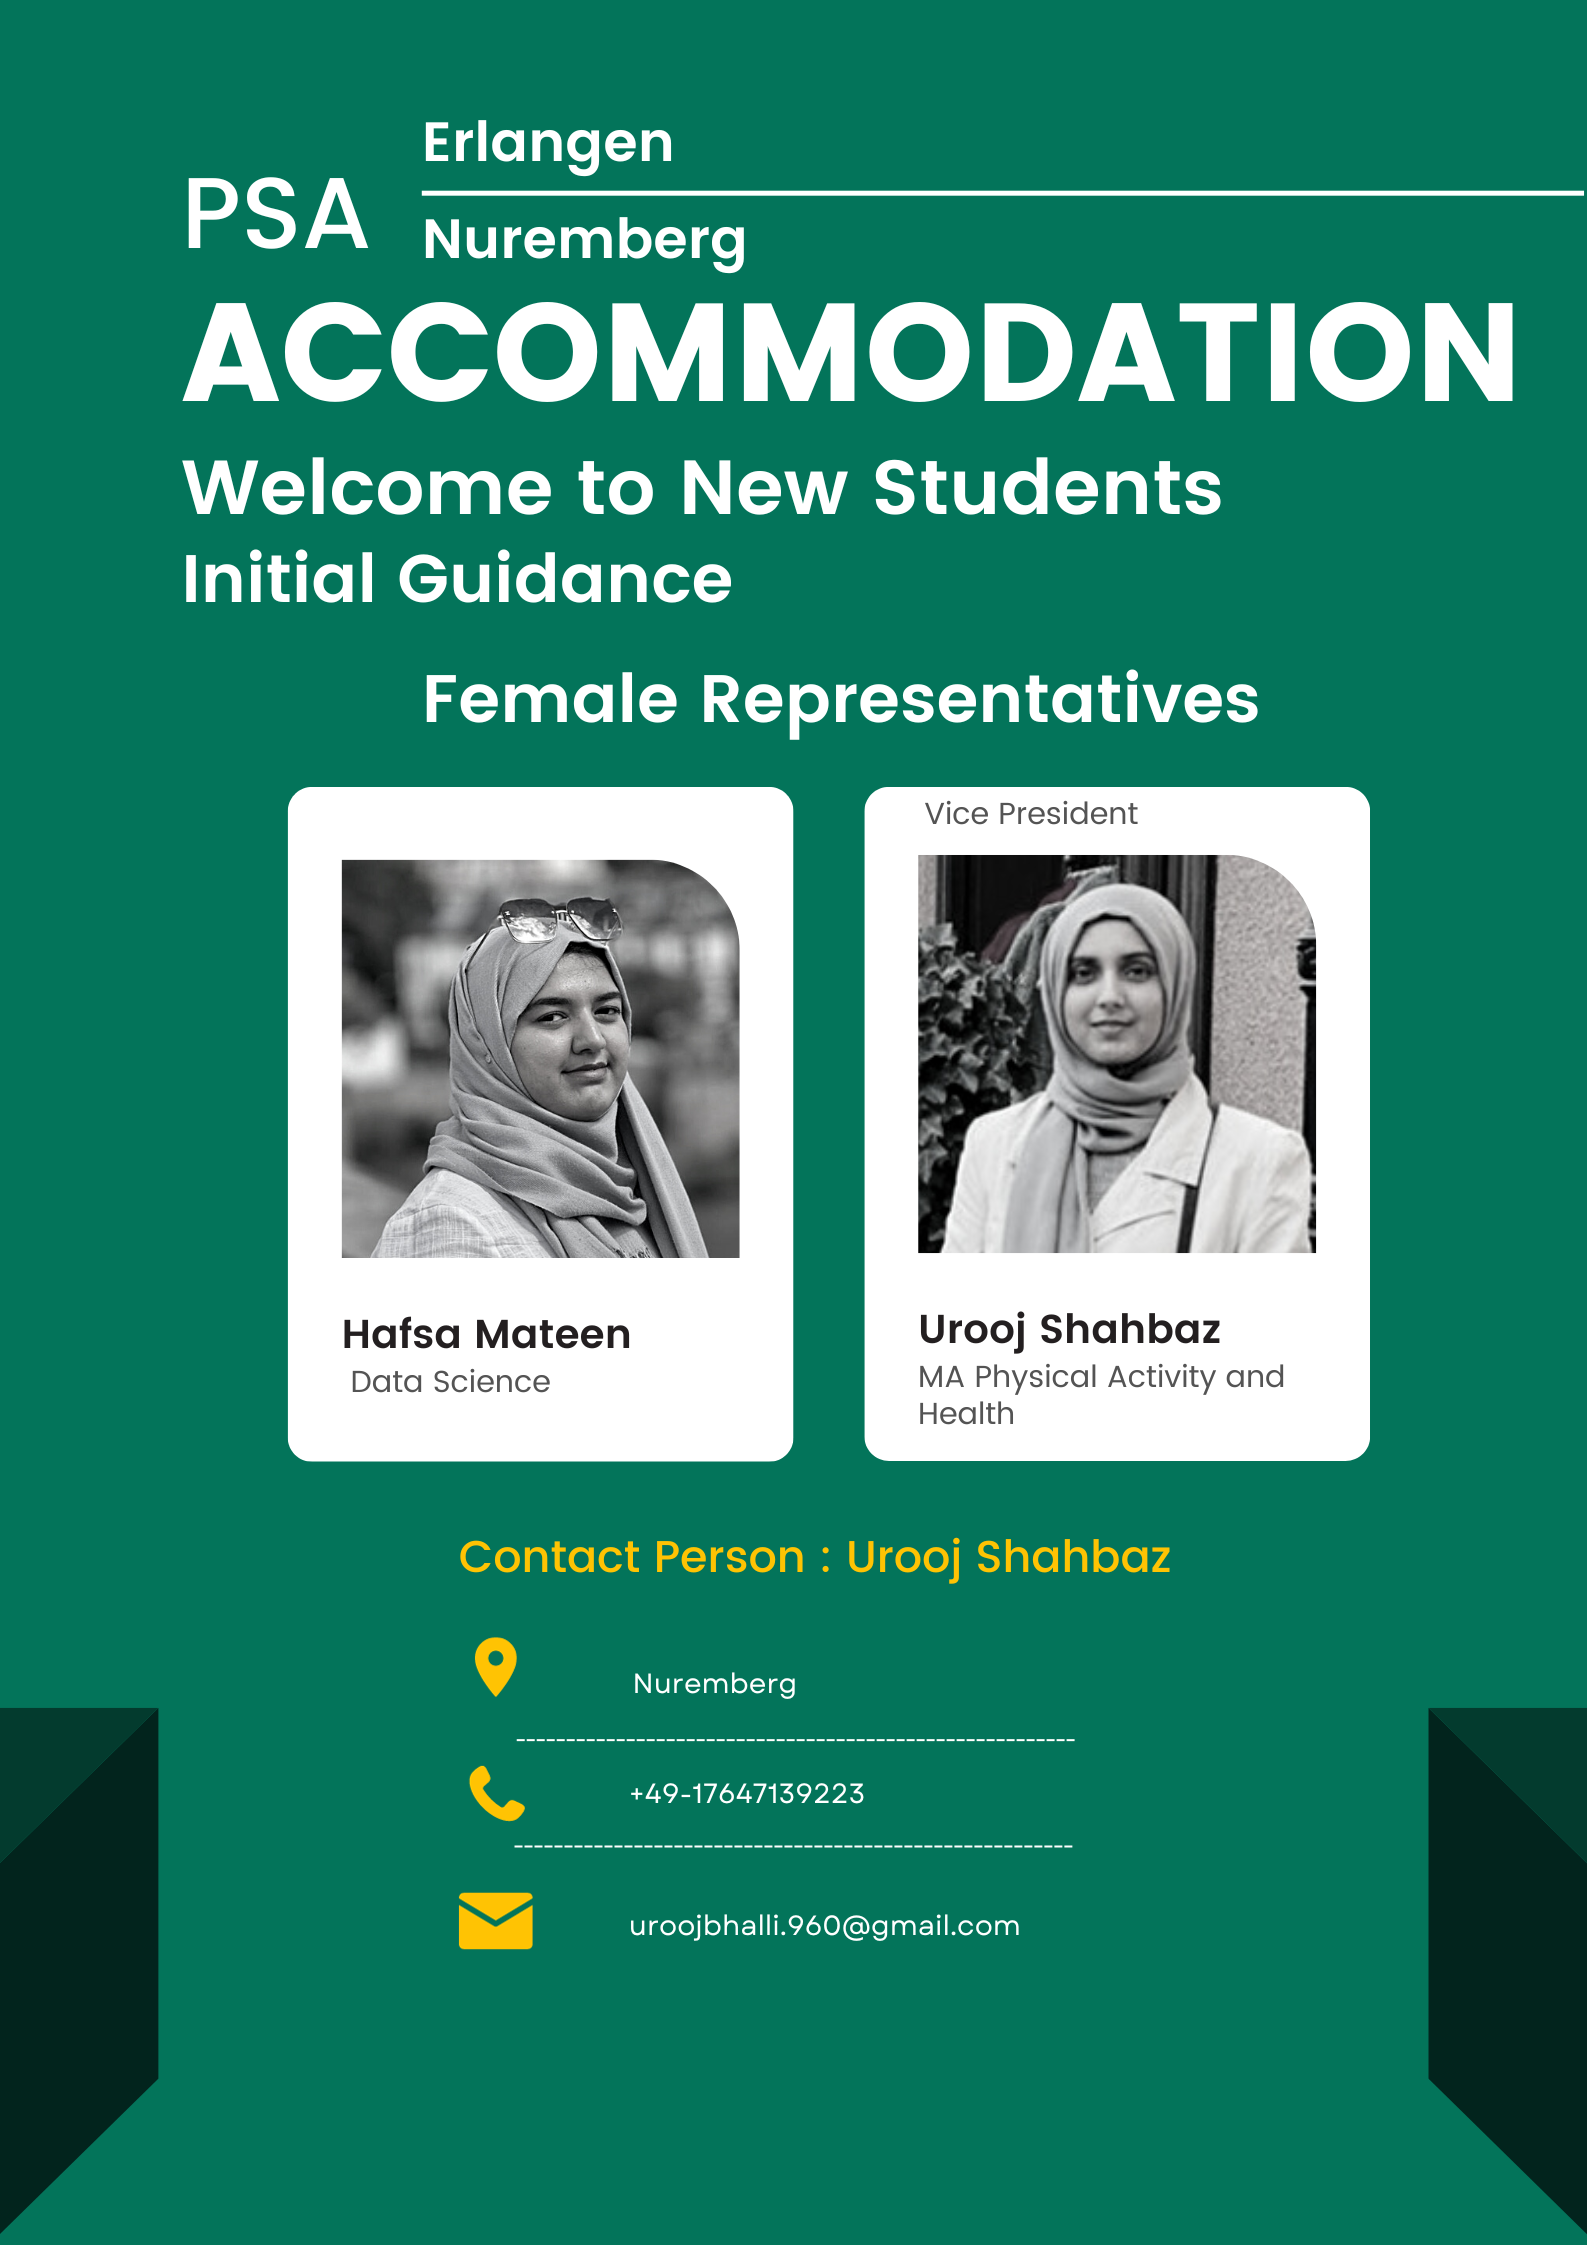 Erlangen
PSA
Nuremberg
ACCOMMODATION
Welcome to New Students
Initial Guidance
Female Representatives
Vice President
Hafsa Mateen
Data Science
Urooj Shahbaz
MA Physical Activity and
Health
Contact Person : Urooj Shahbaz
Nuremberg
--------------------------------------------------------
+49-17647139223
--------------------------------------------------------
uroojbhalli.960@gmail.com